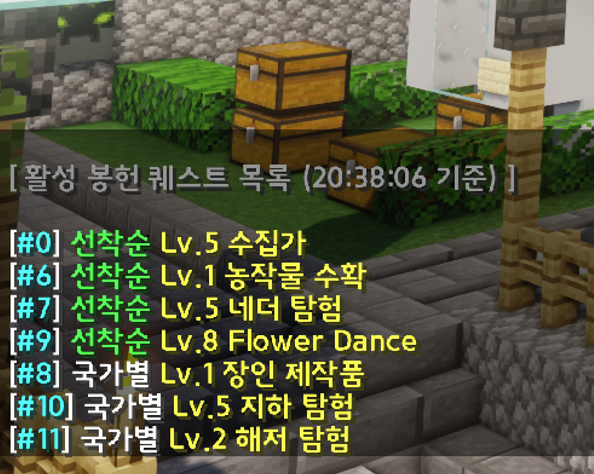 [ 활성 봉헌 퀘스트 목록 (20:38:06 기준) ]
[#0] 선착순 Lv.5 수집가
[#6] 선착순 Lv.1 농작물 수확
[#7] 선착순 Lv.5 네더 탐험
[#9] 선착순 Lv.8 Flower Dance
[#8] 국가별 Lv.1 장인 제작품
[#10] 국가별 Lv.5 지하 탐험
[#11] 국가별 Lv.2 해저 탐험